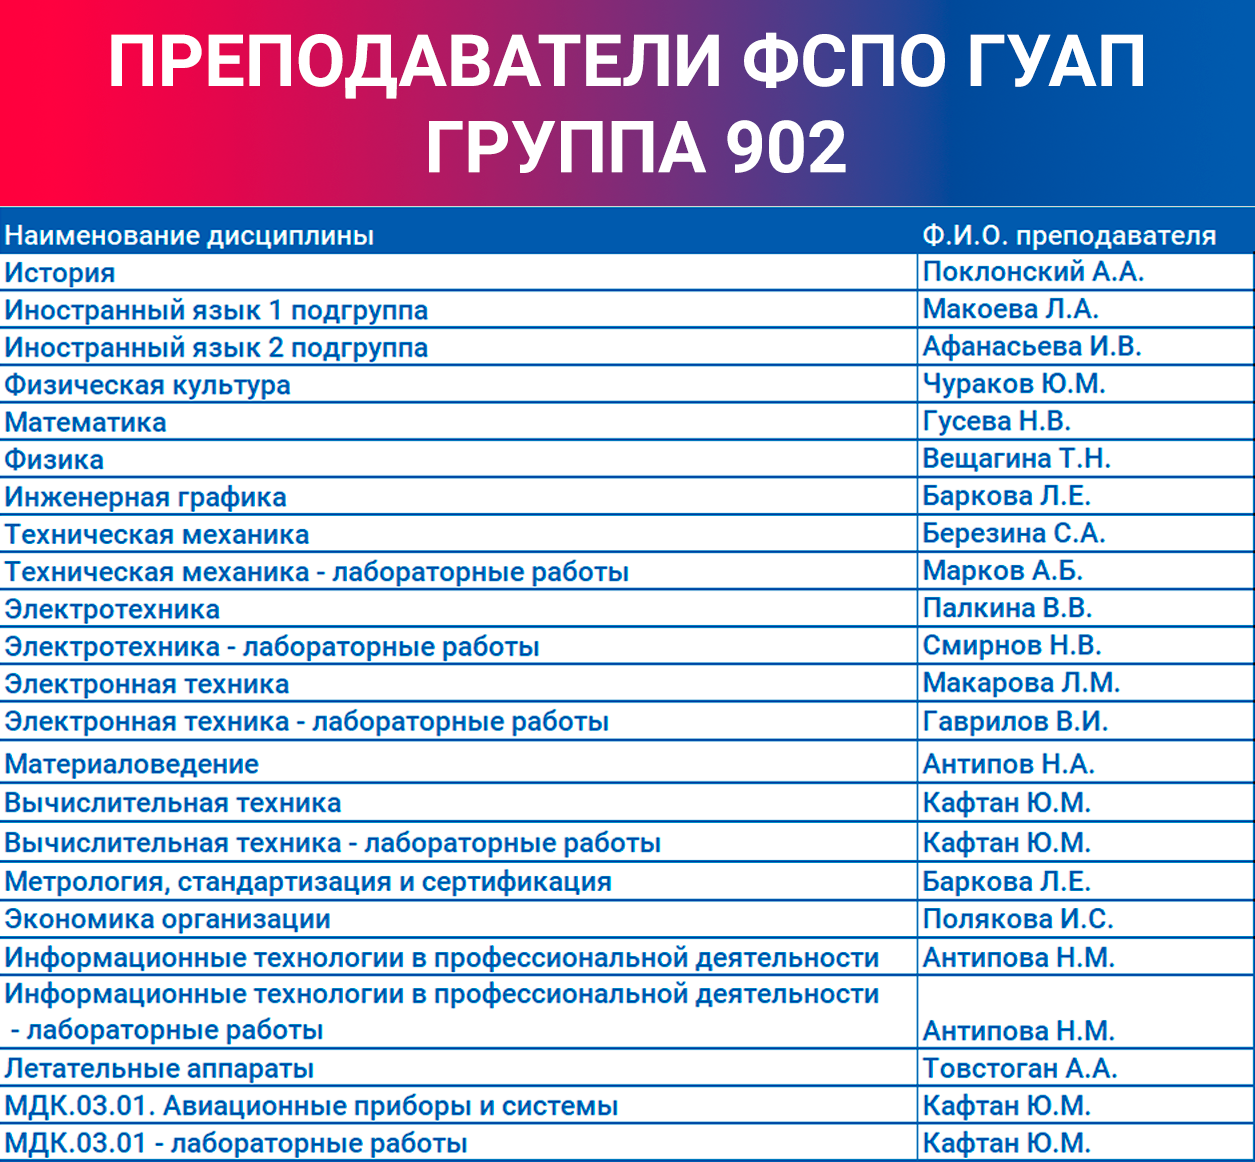 ПРЕПОДАВАТЕЛИ ФСПО ГУАП
ГРУППА 902
Наименование дисциплины Ф.И.О. преподавателя
История Поклонский А.А.
Иностранный язык 1 подгруппа Макоева Л.А.
Иностранный язык 2 подгруппа Афанасьева И.В.
Физическая культура Чураков Ю.М.
Математика Гусева Н.В.
Физика Вещагина Т.Н.
Инженерная графика Баркова Л.Е.
Техническая механика Березина С.А.
Техническая механика - лабораторные работы Марков А.Б.
Электротехника Палкина В.В.
Электротехника - лабораторные работы Смирнов Н.В.
Электронная техника Макарова Л.М.
Электронная техника - лабораторные работы Гаврилов В.И.
Материаловедение Антипов Н.А.
Вычислительная техника Кафтан Ю.М.
Вычислительная техника - лабораторные работы Кафтан Ю.М.
Метрология, стандартизация и сертификация Баркова Л.Е.
Экономика организации Полякова И.С.
Информационные технологии в профессиональной деятельности Антипова Н.М.
Информационные технологии в профессиональной деятельности
- лабораторные работы Антипова Н.М.
Летательные аппараты Товстоган А.А.
МДК.03.01. Авиационные приборы и системы Кафтан Ю.М.
МДК.03.01 - лабораторные работы Кафтан Ю.М.